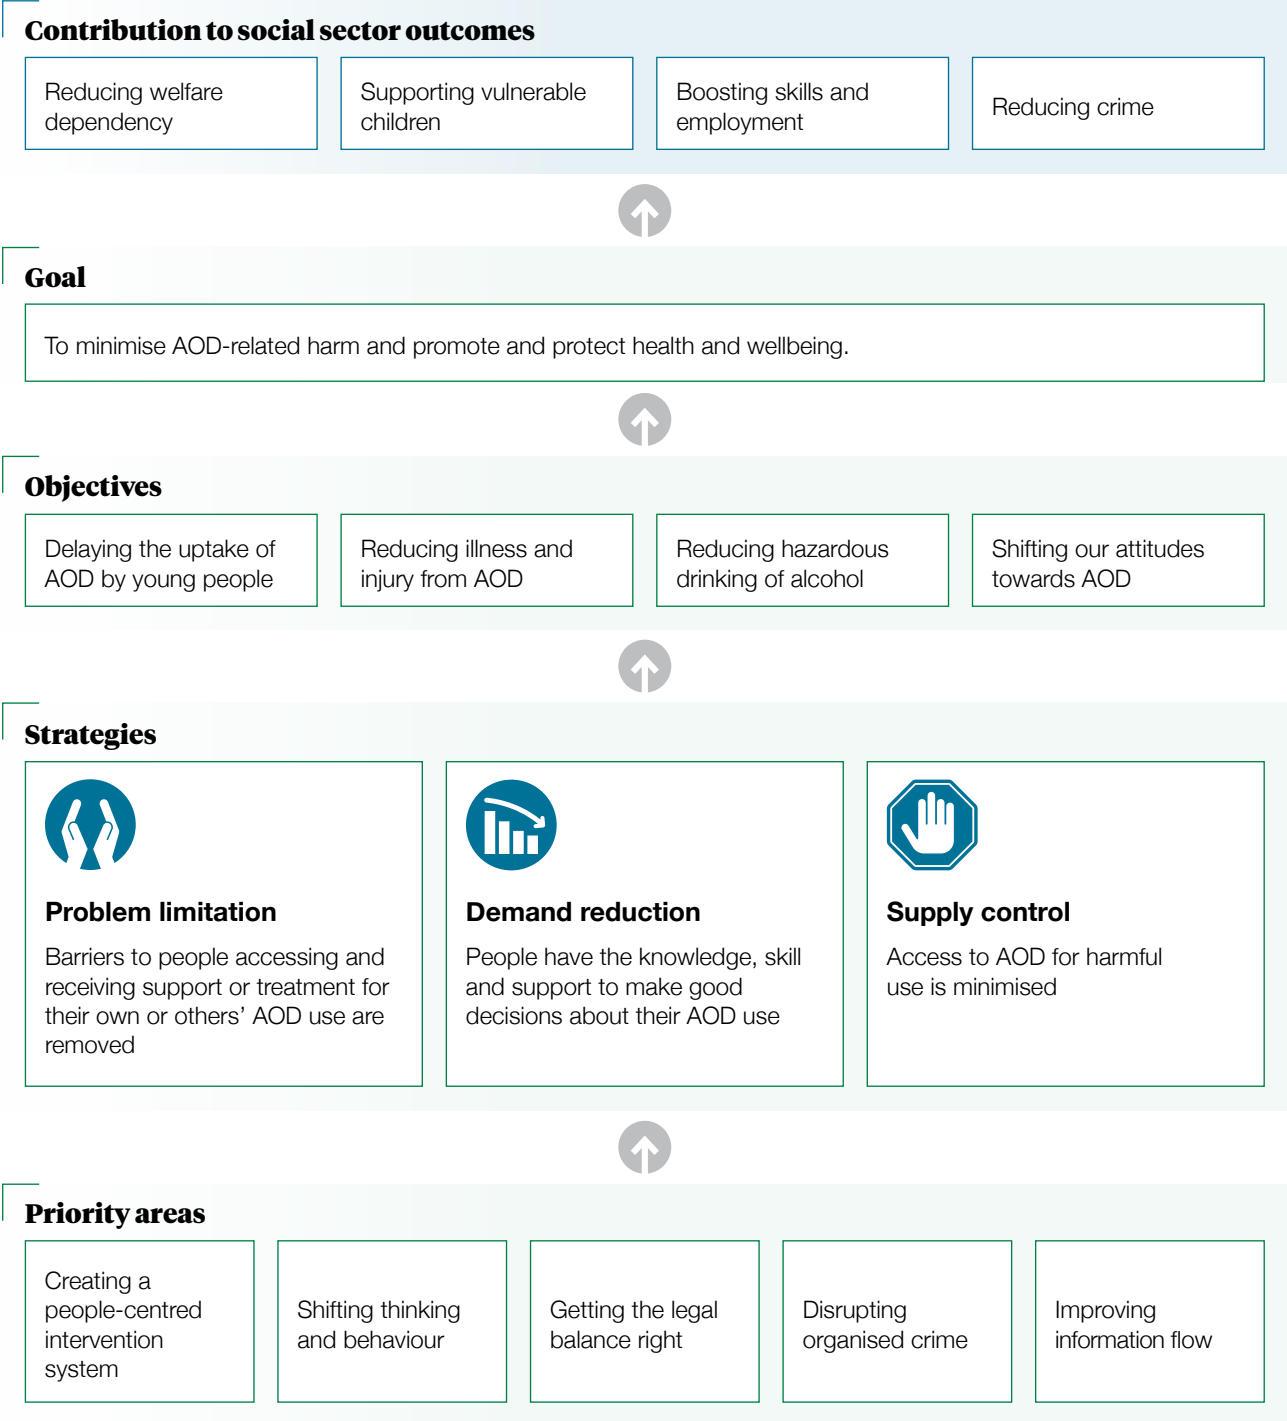 Contribution to social sector outcomes
Reducing welfare
dependency
Supporting vulnerable
children
Boosting skills and
employment
Reducing crime
Goal
To minimise AOD-related harm and promote and protect health and wellbeing.
Objectives
Delaying the uptake of
AOD by young people
Reducing illness and
injury from AOD
Reducing hazardous
drinking of alcohol
Shifting our attitudes
towards AOD
Strategies
Problem limitation
Barriers to people accessing and
receiving support or treatment for
their own or others’ AOD use are
removed
Demand reduction
People have the knowledge, skill
and support to make good
decisions about their AOD use
Supply control
Access to AOD for harmful
use is minimised
Priority areas
Creating a
people-centred
intervention
system
Shifting thinking
and behaviour
Getting the legal
balance right
Disrupting
organised crime
Improving
information flow